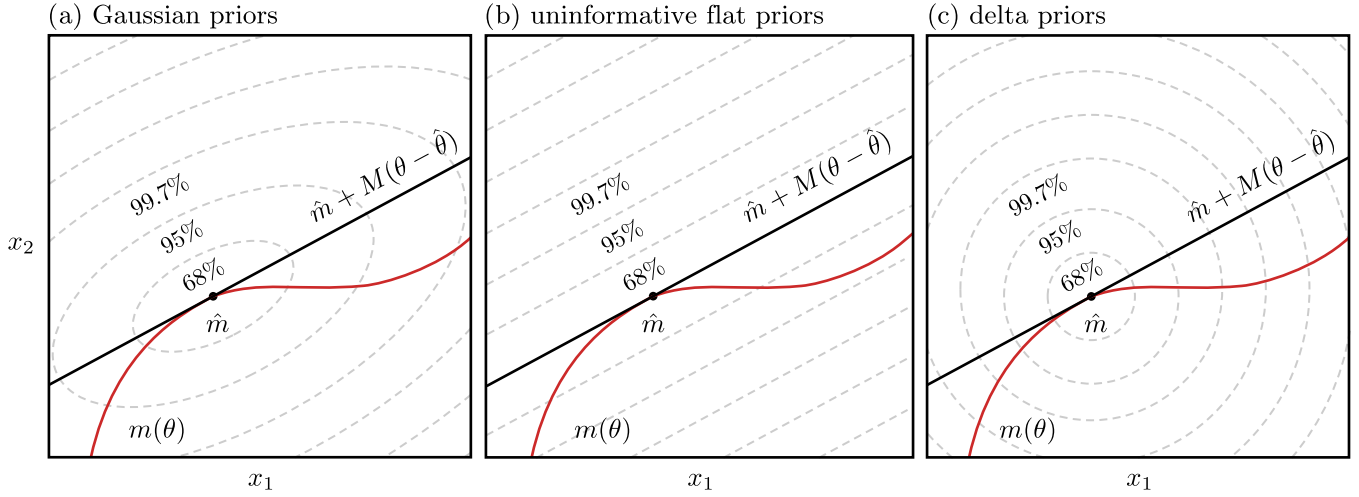 (a) Gaussian priors
x₂
99.7%
95%
68%
m̂ + M(θ − θ̂)
m̂
m(θ)
x₁
(b) uninformative flat priors
99.7%
95%
68%
m̂ + M(θ − θ̂)
m̂
m(θ)
x₁
(c) delta priors
99.7%
95%
68%
m̂ + M(θ − θ̂)
m̂
m(θ)
x₁